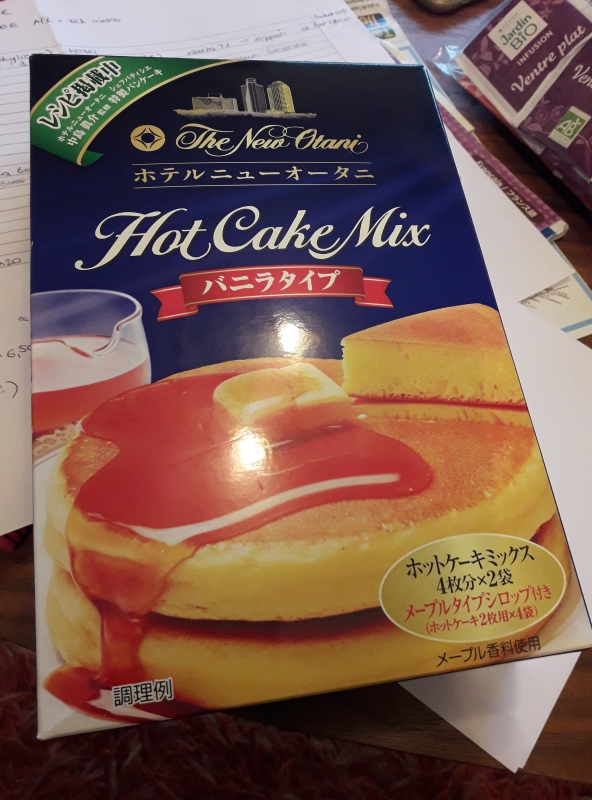 レシピ掲載中
ホテルニューオータニ シェフパティシエ
中島眞介 監修 特製パンケーキ
The New Otani
ホテルニューオータニ
Hot Cake Mix
バニラタイプ
ホットケーキミックス
4枚分×2袋
メープルタイプシロップ付き
(ホットケーキ2枚用×4袋)
メープル香料使用
調理例
Jardin
BiO
INFUSION
Ventre plat